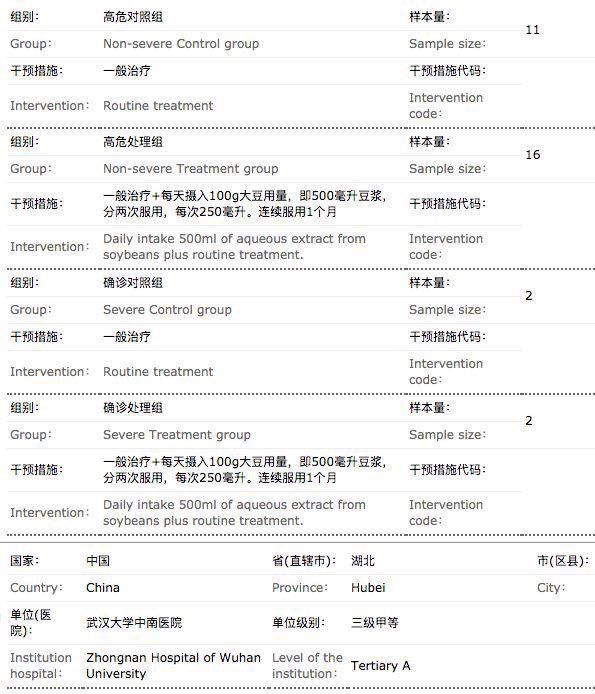 组别： 高危对照组 样本量： 11
Group： Non-severe Control group Sample size：
干预措施： 一般治疗 干预措施代码：
Intervention： Routine treatment Intervention code：
组别： 高危处理组 样本量： 16
Group： Non-severe Treatment group Sample size：
干预措施： 一般治疗+每天摄入100g大豆用量，即500毫升豆浆， 干预措施代码：
分两次服用，每次250毫升。连续服用1个月
Intervention： Daily intake 500ml of aqueous extract from Intervention
soybeans plus routine treatment. code：
组别： 确诊对照组 样本量： 2
Group： Severe Control group Sample size：
干预措施： 一般治疗 干预措施代码：
Intervention： Routine treatment Intervention code：
组别： 确诊处理组 样本量： 2
Group： Severe Treatment group Sample size：
干预措施： 一般治疗+每天摄入100g大豆用量，即500毫升豆浆， 干预措施代码：
分两次服用，每次250毫升。连续服用1个月
Intervention： Daily intake 500ml of aqueous extract from Intervention
soybeans plus routine treatment. code：
国家： 中国 省(直辖市)： 湖北 市(区县)：
Country： China Province： Hubei City：
单位(医院)： 武汉大学中南医院 单位级别： 三级甲等
Institution Zhongnan Hospital of Wuhan Level of the Tertiary A
hospital： University institution：